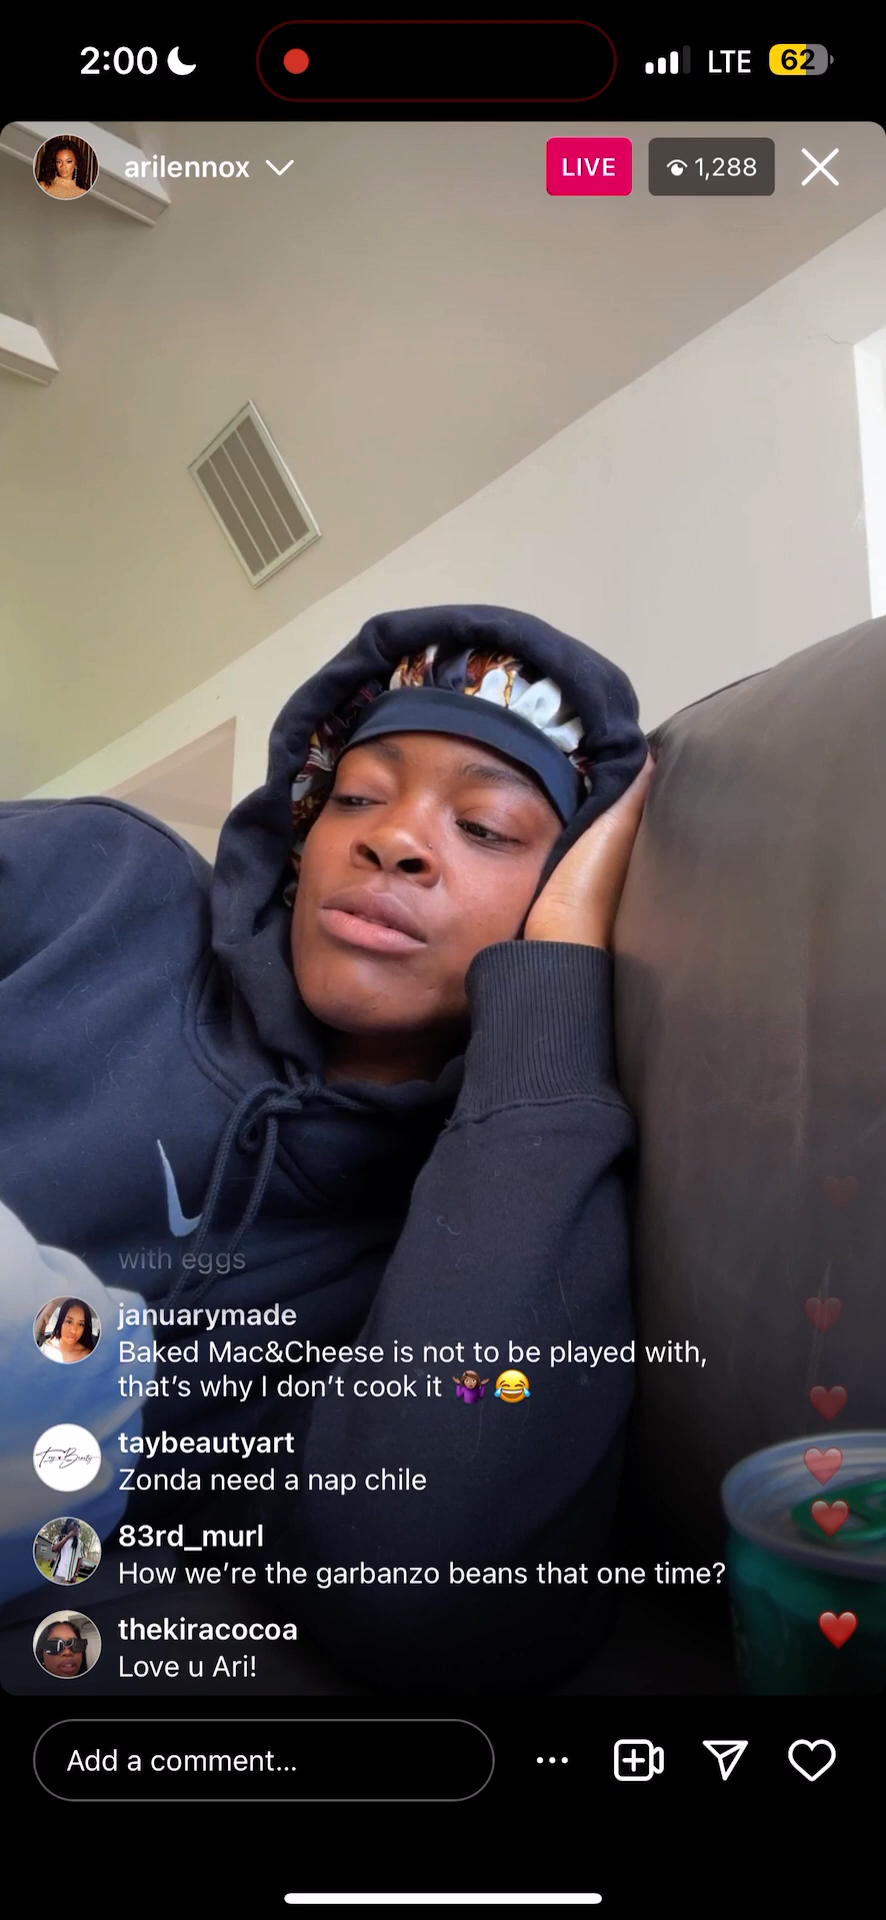 2:00
LTE
62
arilennox
LIVE
1,288
with eggs
januarymade
Baked Mac&Cheese is not to be played with,
that's why I don't cook it 🤷🏾‍♀️😂
taybeautyart
Zonda need a nap chile
83rd_murl
How we're the garbanzo beans that one time?
thekiracocoa
Love u Ari!
Add a comment...